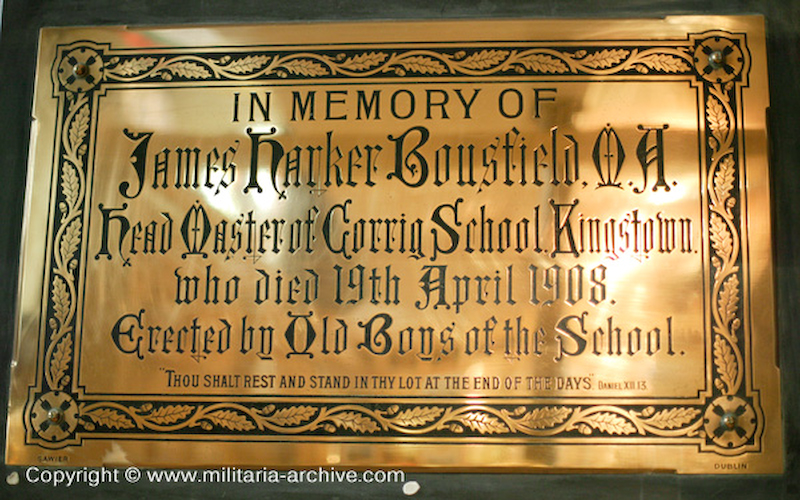 IN MEMORY OF
James Harker Bousfield, M.A.
Head Master of Corrig School, Kingstown,
who died 19th April 1908.
Erected by Old Boys of the School.
"THOU SHALT REST AND STAND IN THY LOT AT THE END OF THE DAYS". DANIEL XII.13.
SAWIER DUBLIN
Copyright © www.militaria-archive.com